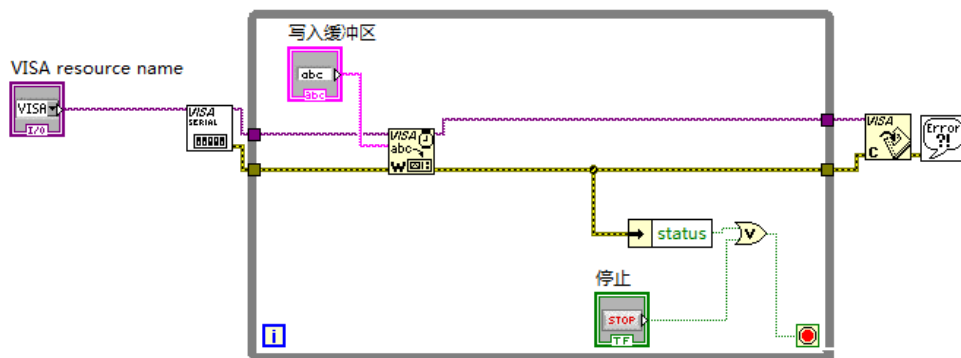 写入缓冲区
VISA resource name
abc
abc
VISA
I/O
VISA
SERIAL
VISA
abc
W
VISA
C
Error
?!
status
V
停止
STOP
TF
i